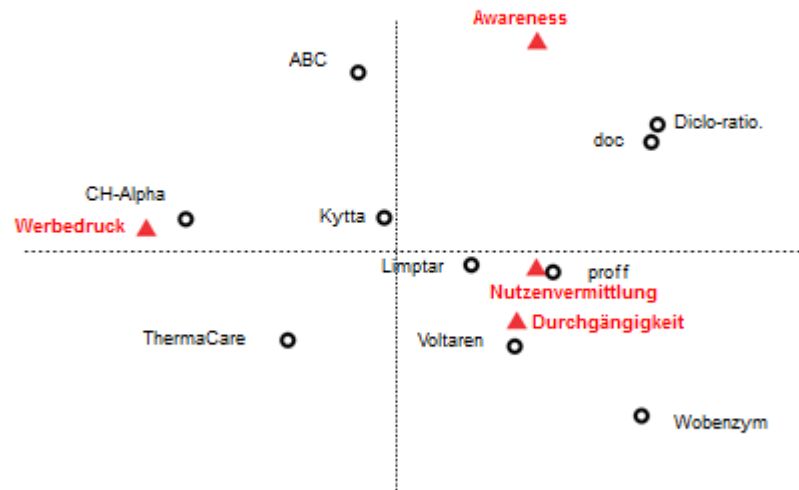 Awareness
ABC
Diclo-ratio.
doc
CH-Alpha
Kytta
Werbedruck
Limptar
proff
Nutzenvermittlung
Durchgängigkeit
ThermaCare
Voltaren
Wobenzym